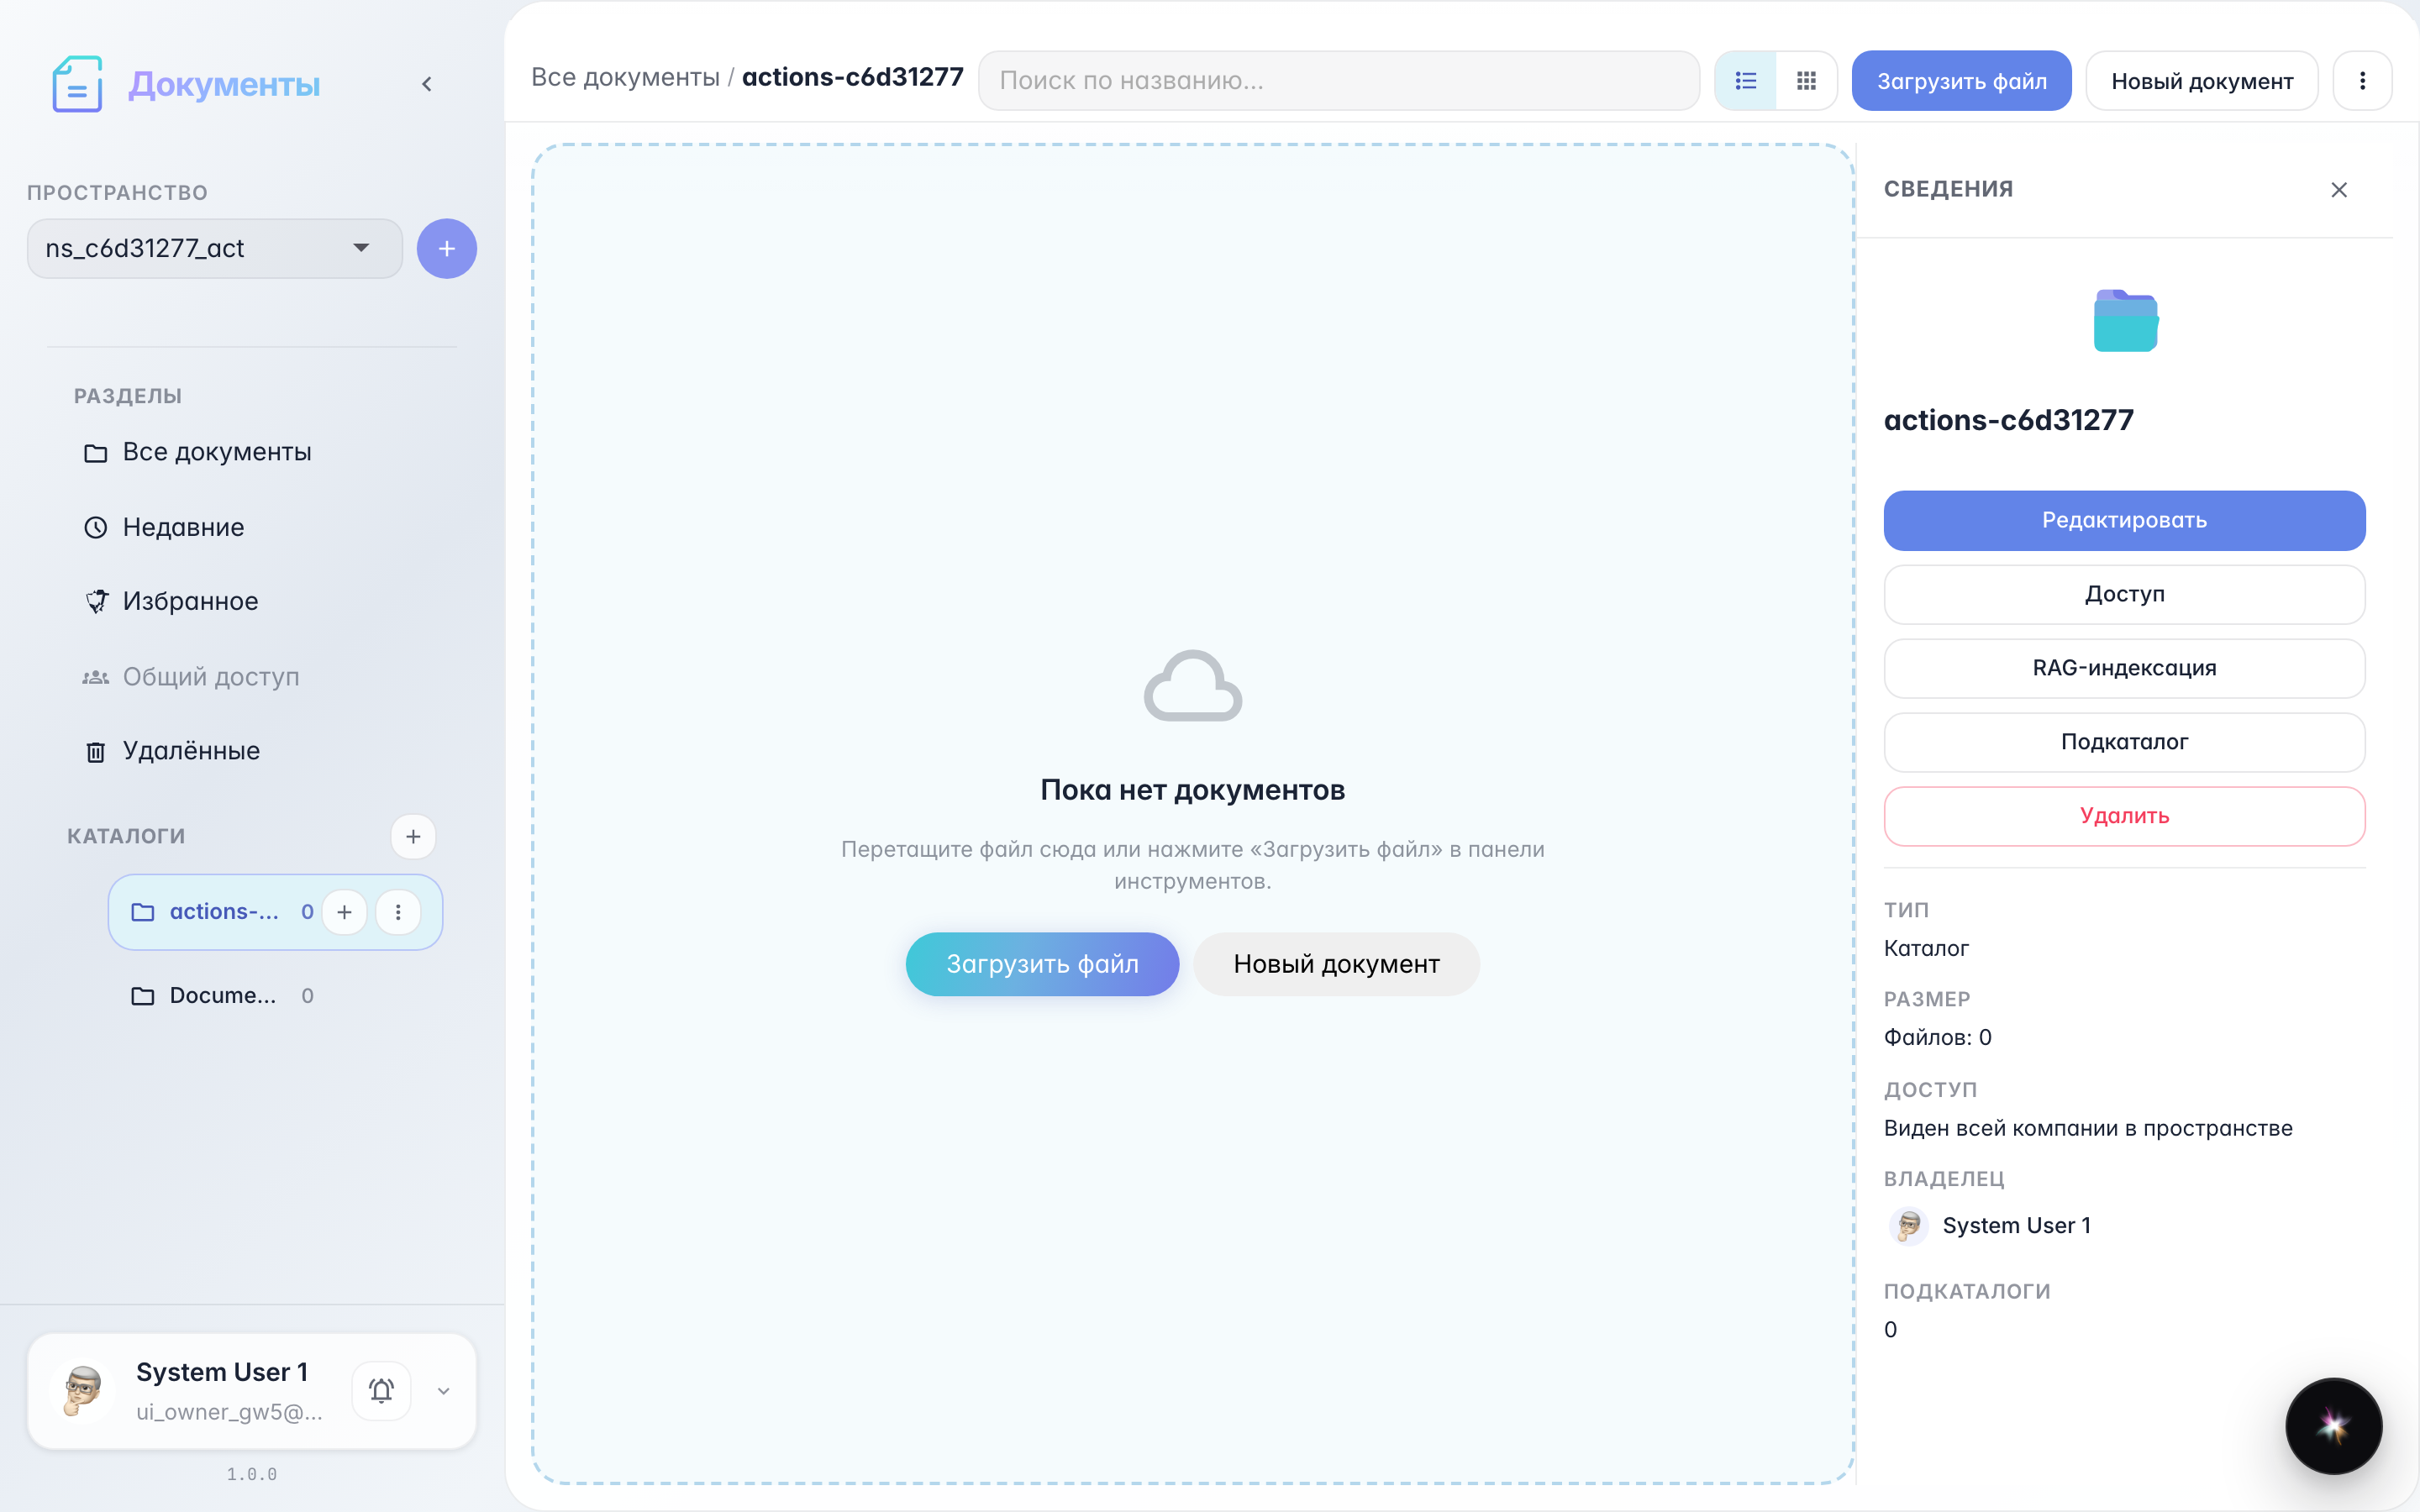 Документы
ПРОСТРАНСТВО
ns_c6d31277_act
РАЗДЕЛЫ
Все документы
Недавние
Избранное
Общий доступ
Удалённые
КАТАЛОГИ
actions-... 0
Docume... 0
System User 1
ui_owner_gw5@...
1.0.0
Все документы / actions-c6d31277
Поиск по названию...
Загрузить файл
Новый документ
Пока нет документов
Перетащите файл сюда или нажмите «Загрузить файл» в панели
инструментов.
Загрузить файл
Новый документ
СВЕДЕНИЯ
actions-c6d31277
Редактировать
Доступ
RAG-индексация
Подкаталог
Удалить
ТИП
Каталог
РАЗМЕР
Файлов: 0
ДОСТУП
Виден всей компании в пространстве
ВЛАДЕЛЕЦ
System User 1
ПОДКАТАЛОГИ
0